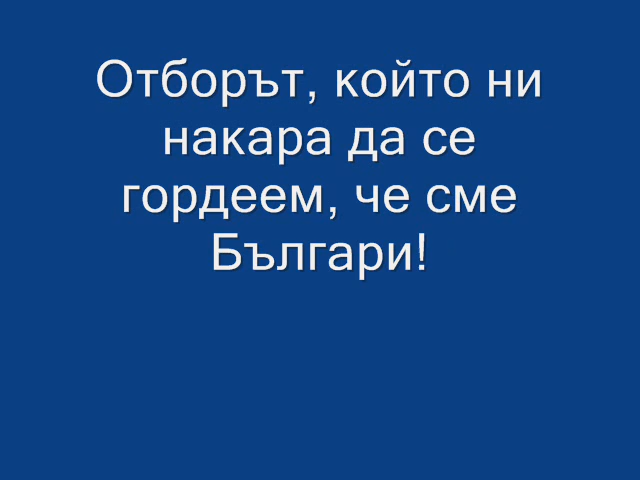 Отборът, който ни
накара да се
гордеем, че сме
Българи!